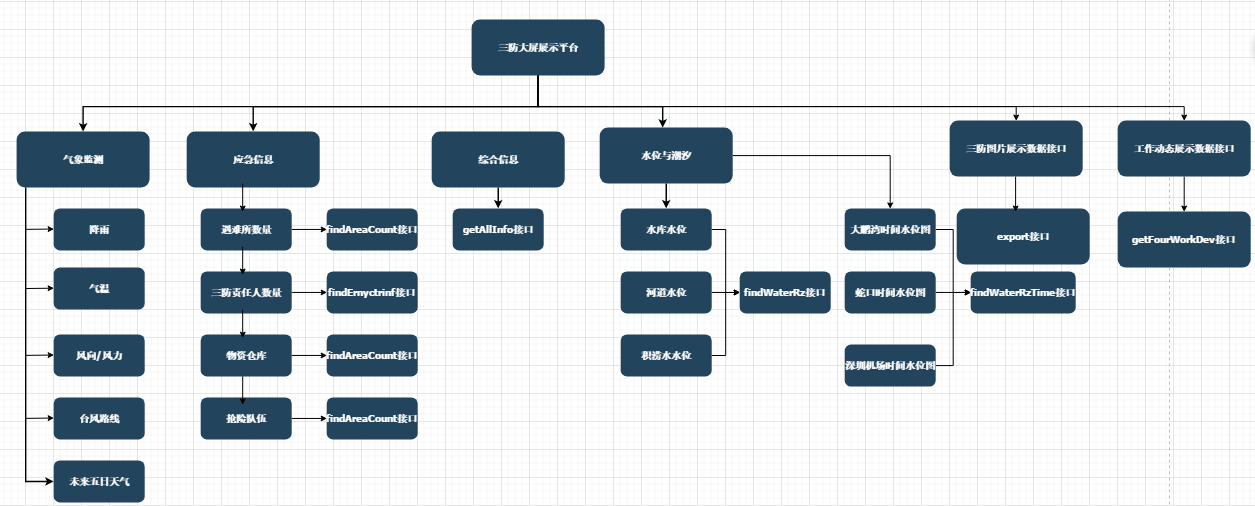 三防大屏展示平台
气象监测
应急信息
综合信息
水位与潮汐
三防图片展示数据接口
工作动态展示数据接口
降雨
气温
风向/风力
台风路线
未来五日天气
遇难所数量
findAreaCount接口
三防责任人数量
findErnyctrinf接口
物资仓库
findAreaCount接口
抢险队伍
findAreaCount接口
getAllInfo接口
水库水位
河道水位
积涝水水位
findWaterRz接口
大鹏湾时间水位图
蛇口时间水位图
深圳机场时间水位图
findWaterRzTime接口
export接口
getFourWorkDev接口